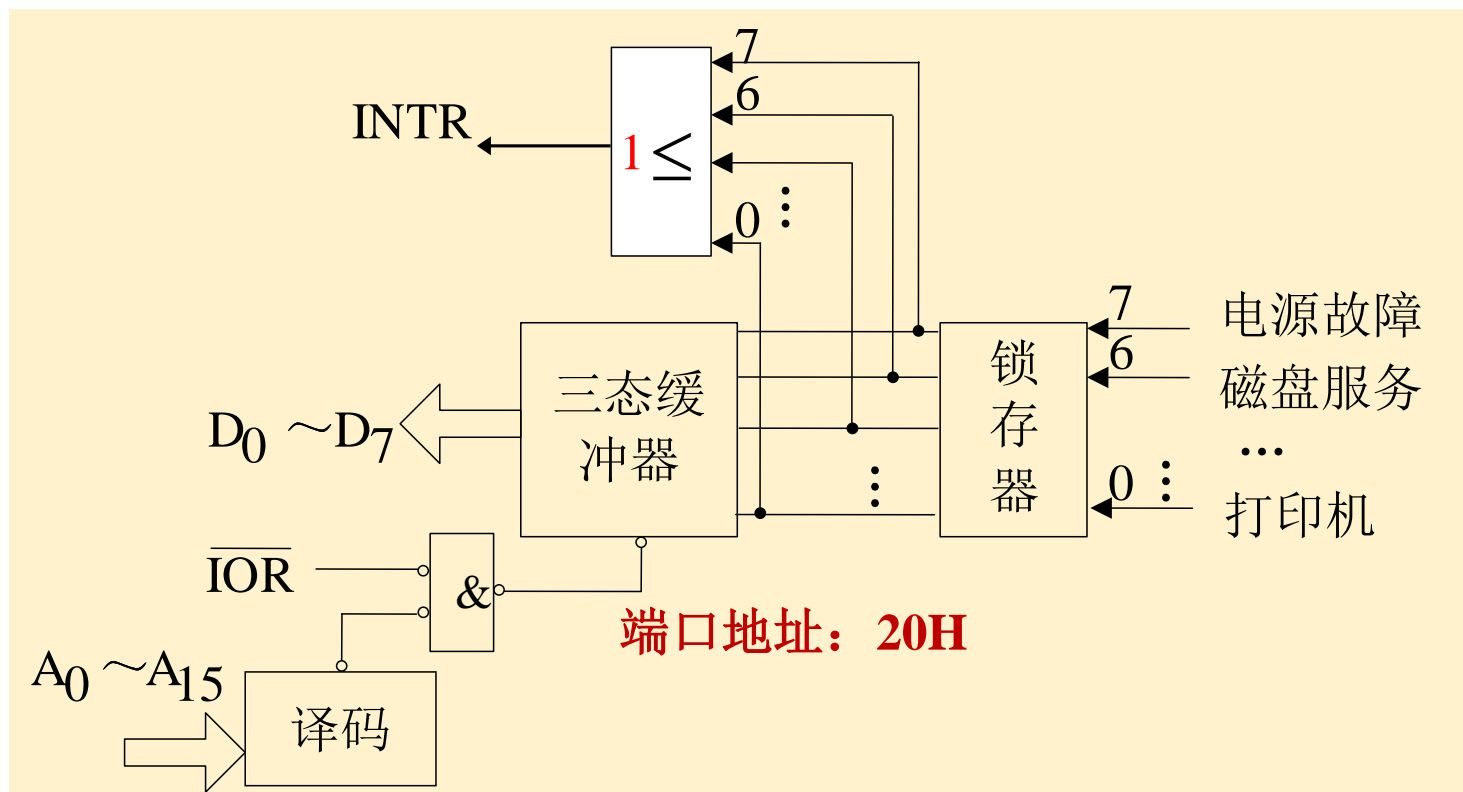 7
6
INTR
1≤
0
⋮
7
电源故障
锁存器
6
磁盘服务
三态缓
冲器
D0 ~D7
…
⋮
0
⋮
打印机
IOR
&
端口地址：20H
A0 ~A15
译码